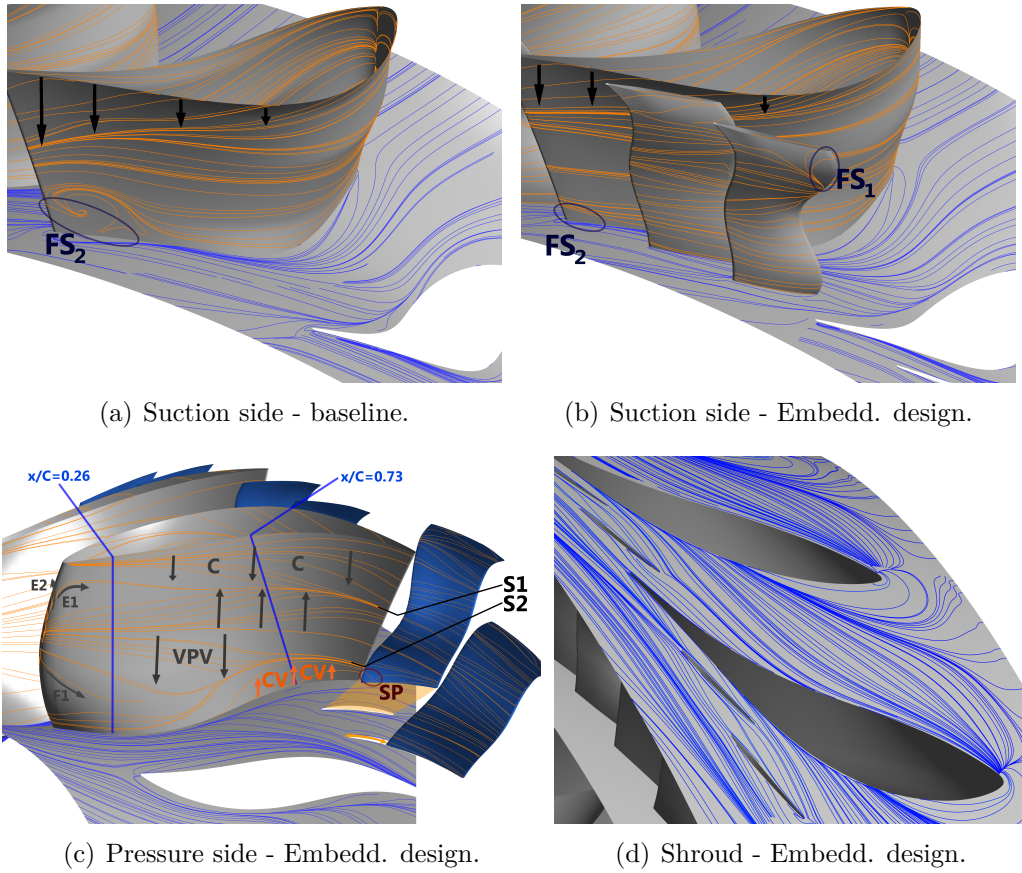 FS2
FS1
FS2
(a) Suction side - baseline.
(b) Suction side - Embedd. design.
x/C=0.26
x/C=0.73
C
C
E2
E1
S1
S2
VPV
F1
CV
CV
SP
(c) Pressure side - Embedd. design.
(d) Shroud - Embedd. design.